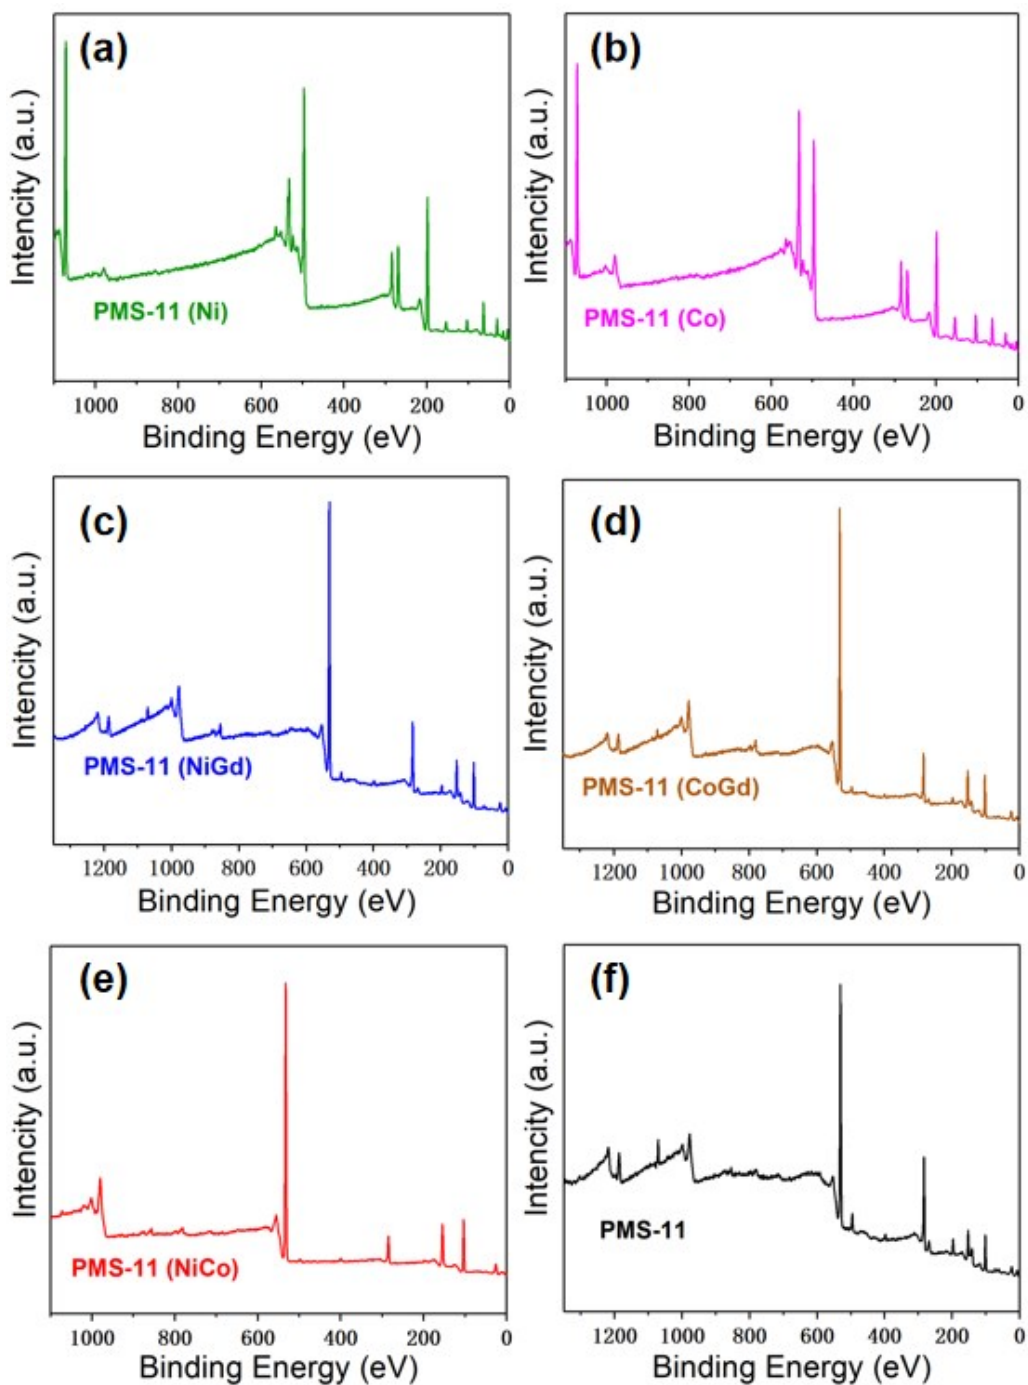 (a)
Intencity (a.u.)
PMS-11 (Ni)
1000 800 600 400 200 0
Binding Energy (eV)
(b)
Intencity (a.u.)
PMS-11 (Co)
1000 800 600 400 200 0
Binding Energy (eV)
(c)
Intencity (a.u.)
PMS-11 (NiGd)
1200 1000 800 600 400 200 0
Binding Energy (eV)
(d)
Intencity (a.u.)
PMS-11 (CoGd)
1200 1000 800 600 400 200 0
Binding Energy (eV)
(e)
Intencity (a.u.)
PMS-11 (NiCo)
1000 800 600 400 200 0
Binding Energy (eV)
(f)
Intencity (a.u.)
PMS-11
1200 1000 800 600 400 200 0
Binding Energy (eV)